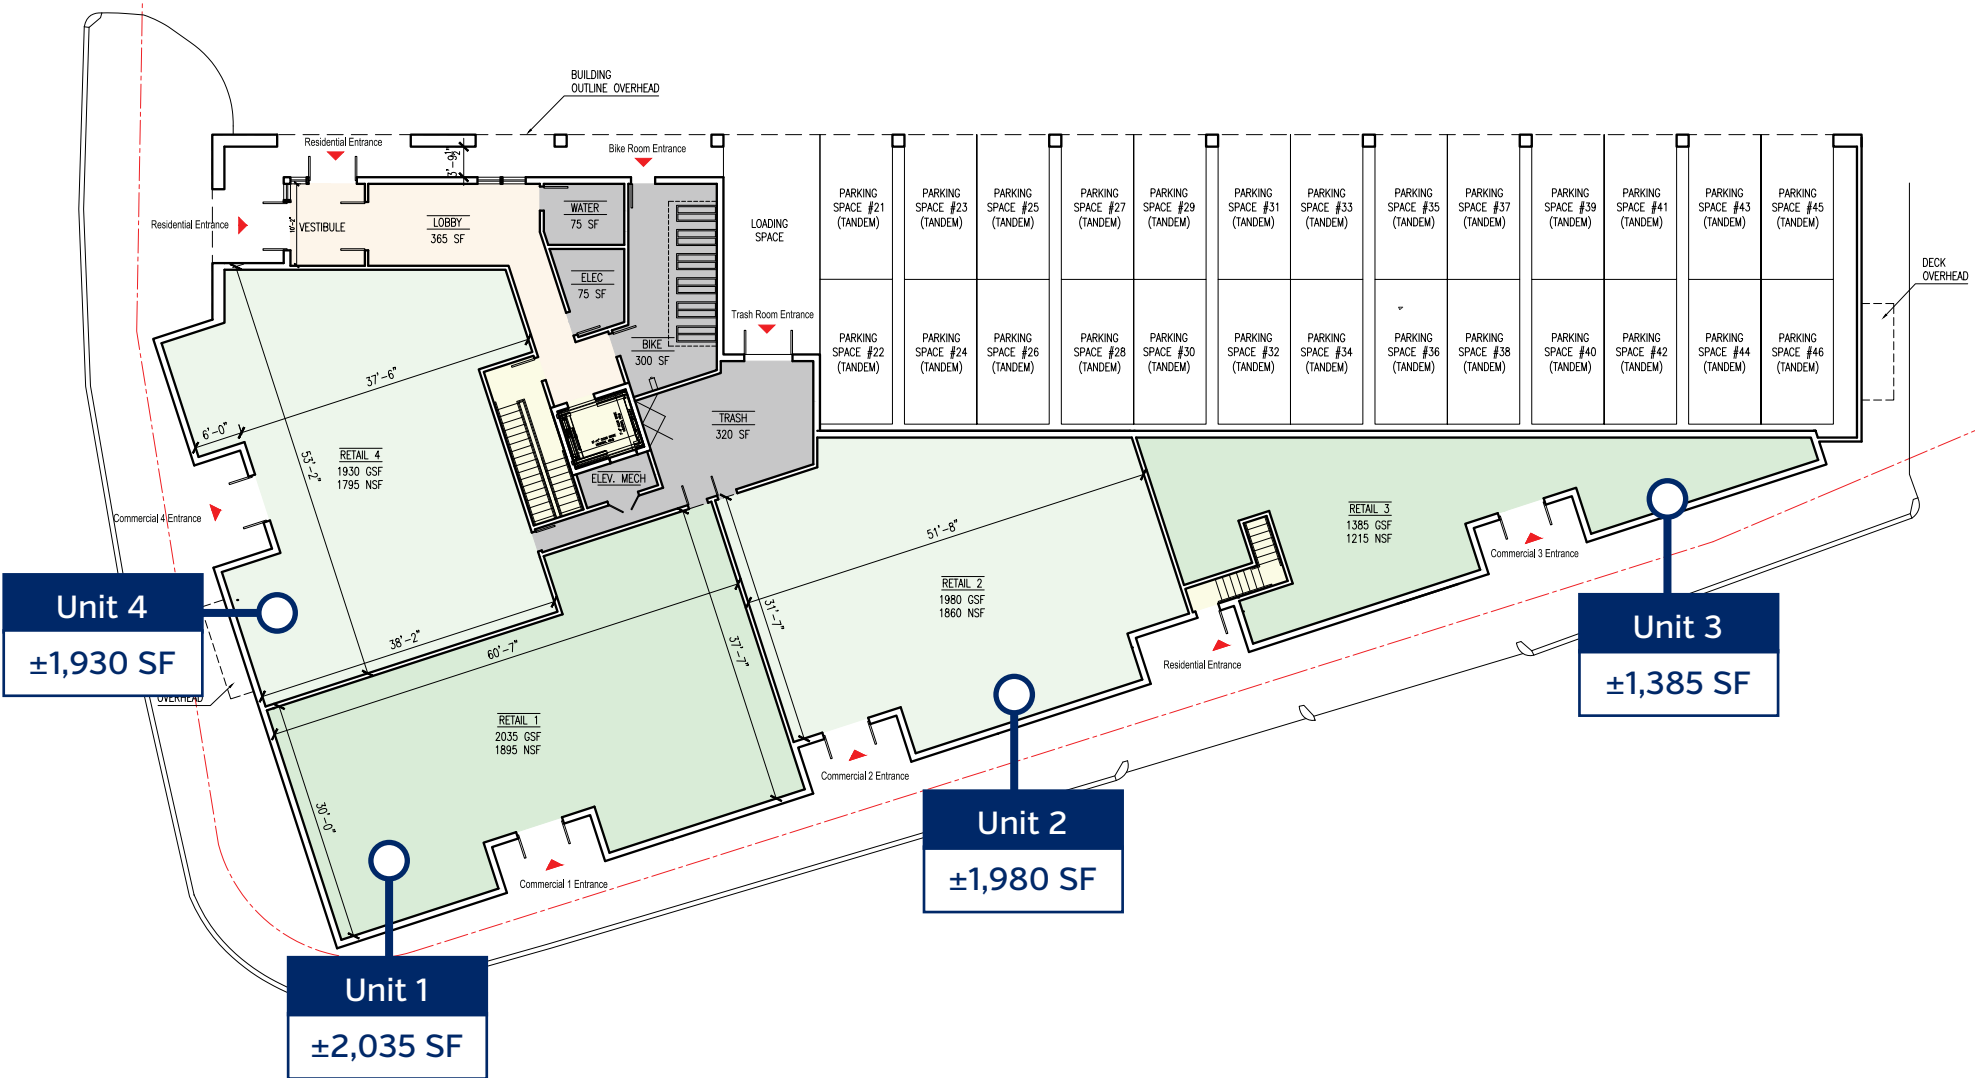 BUILDING
OUTLINE OVERHEAD
Residential Entrance
3'-9½"
Bike Room Entrance
Residential Entrance
10'-2"
VESTIBULE
LOBBY
365 SF
WATER
75 SF
ELEC
75 SF
BIKE
300 SF
LOADING
SPACE
Trash Room Entrance
TRASH
320 SF
ELEV. MECH
PARKING
SPACE #21
(TANDEM)
PARKING
SPACE #23
(TANDEM)
PARKING
SPACE #25
(TANDEM)
PARKING
SPACE #27
(TANDEM)
PARKING
SPACE #29
(TANDEM)
PARKING
SPACE #31
(TANDEM)
PARKING
SPACE #33
(TANDEM)
PARKING
SPACE #35
(TANDEM)
PARKING
SPACE #37
(TANDEM)
PARKING
SPACE #39
(TANDEM)
PARKING
SPACE #41
(TANDEM)
PARKING
SPACE #43
(TANDEM)
PARKING
SPACE #45
(TANDEM)
DECK
OVERHEAD
PARKING
SPACE #22
(TANDEM)
PARKING
SPACE #24
(TANDEM)
PARKING
SPACE #26
(TANDEM)
PARKING
SPACE #28
(TANDEM)
PARKING
SPACE #30
(TANDEM)
PARKING
SPACE #32
(TANDEM)
PARKING
SPACE #34
(TANDEM)
PARKING
SPACE #36
(TANDEM)
PARKING
SPACE #38
(TANDEM)
PARKING
SPACE #40
(TANDEM)
PARKING
SPACE #42
(TANDEM)
PARKING
SPACE #44
(TANDEM)
PARKING
SPACE #46
(TANDEM)
37'-6"
6'-0"
53'-2"
RETAIL 4
1930 GSF
1795 NSF
Commercial 4 Entrance
38'-2"
OVERHEAD
Unit 4
±1,930 SF
60'-7"
37'-7"
30'-0"
RETAIL 1
2035 GSF
1895 NSF
Commercial 1 Entrance
Unit 1
±2,035 SF
51'-8"
31'-7"
RETAIL 2
1980 GSF
1860 NSF
Commercial 2 Entrance
Unit 2
±1,980 SF
RETAIL 3
1385 GSF
1215 NSF
Commercial 3 Entrance
Residential Entrance
Unit 3
±1,385 SF